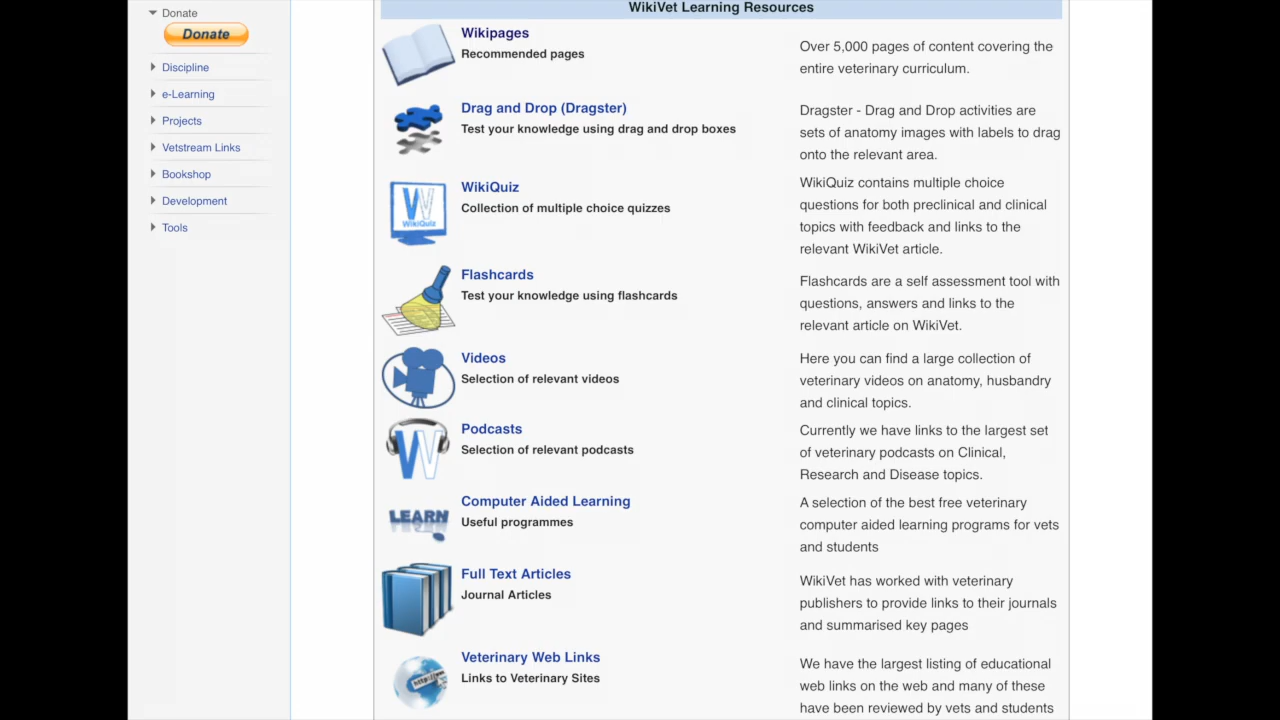 Donate
Donate
Discipline
e-Learning
Projects
Vetstream Links
Bookshop
Development
Tools
WikiVet Learning Resources
Wikipages
Recommended pages
Over 5,000 pages of content covering the
entire veterinary curriculum.
Drag and Drop (Dragster)
Test your knowledge using drag and drop boxes
Dragster - Drag and Drop activities are
sets of anatomy images with labels to drag
onto the relevant area.
W
WikiQuiz
WikiQuiz
Collection of multiple choice quizzes
WikiQuiz contains multiple choice
questions for both preclinical and clinical
topics with feedback and links to the
relevant WikiVet article.
Flashcards
Test your knowledge using flashcards
Flashcards are a self assessment tool with
questions, answers and links to the
relevant article on WikiVet.
Videos
Selection of relevant videos
Here you can find a large collection of
veterinary videos on anatomy, husbandry
and clinical topics.
W
Podcasts
Selection of relevant podcasts
Currently we have links to the largest set
of veterinary podcasts on Clinical,
Research and Disease topics.
LEARN
Computer Aided Learning
Useful programmes
A selection of the best free veterinary
computer aided learning programs for vets
and students
Full Text Articles
Journal Articles
WikiVet has worked with veterinary
publishers to provide links to their journals
and summarised key pages
Veterinary Web Links
Links to Veterinary Sites
We have the largest listing of educational
web links on the web and many of these
have been reviewed by vets and students